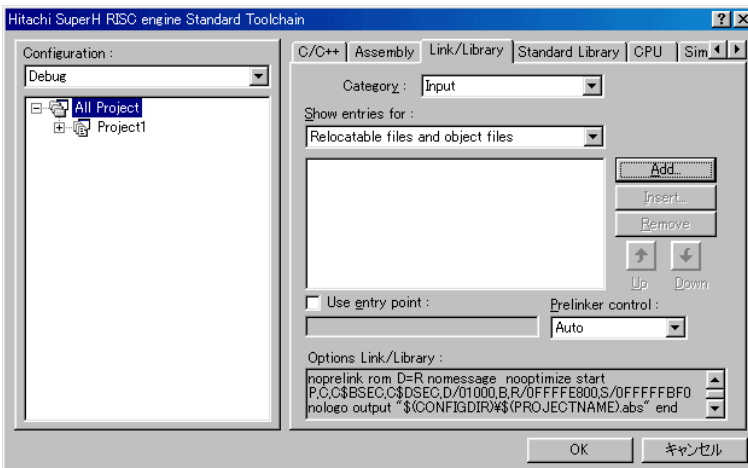 Hitachi SuperH RISC engine Standard Toolchain
Configuration :
Debug
All Project
Project1
C/C++ Assembly Link/Library Standard Library CPU Sim
Category : Input
Show entries for :
Relocatable files and object files
Add...
Insert...
Remove
Up Down
Use entry point :
Prelinker control :
Auto
Options Link/Library :
noprelink rom D=R nomessage nooptimize start
P,C,C$BSEC,C$DSEC,D/01000,B,R/0FFFFE800,S/0FFFFFBF0
nologo output "$(CONFIGDIR)¥$(PROJECTNAME).abs" end
OK キャンセル